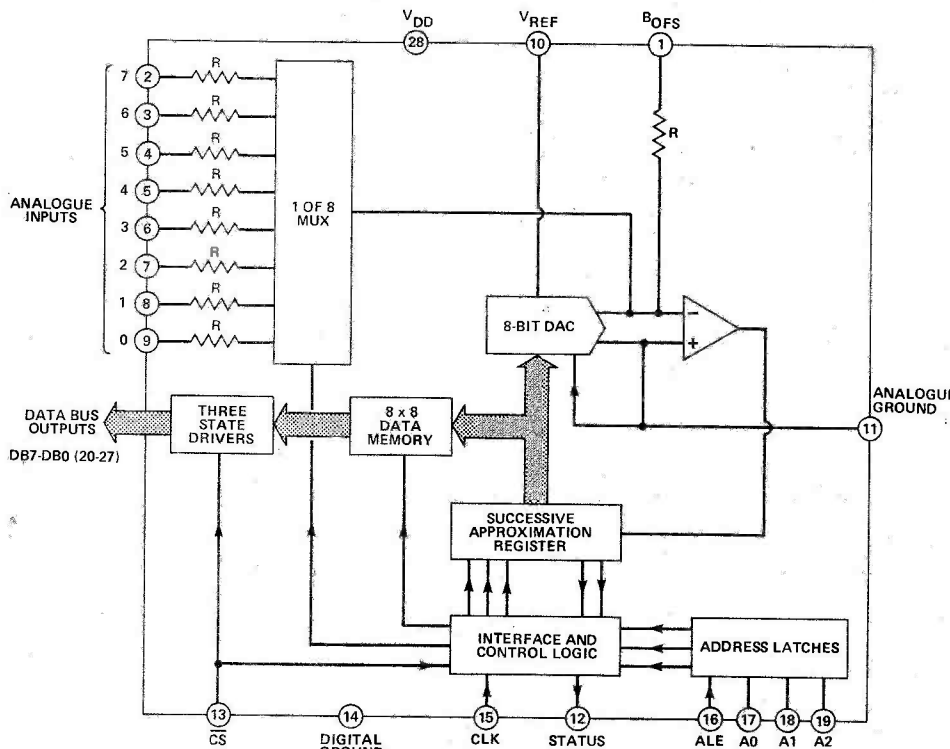 VDD
VREF
BOFS
28
10
1
7 2 R
6 3 R
5 4 R
4 5 R
3 6 R
2 7 R
1 8 R
0 9 R
ANALOGUE
INPUTS
1 OF 8
MUX
R
8-BIT DAC
−
+
ANALOGUE
GROUND
11
DATA BUS
OUTPUTS
DB7-DB0 (20-27)
THREE
STATE
DRIVERS
8 x 8
DATA
MEMORY
SUCCESSIVE
APPROXIMATION
REGISTER
INTERFACE AND
CONTROL LOGIC
ADDRESS LATCHES
13
14
15
12
16
17
18
19
CS
DIGITAL
GROUND
CLK
STATUS
ALE
A0
A1
A2